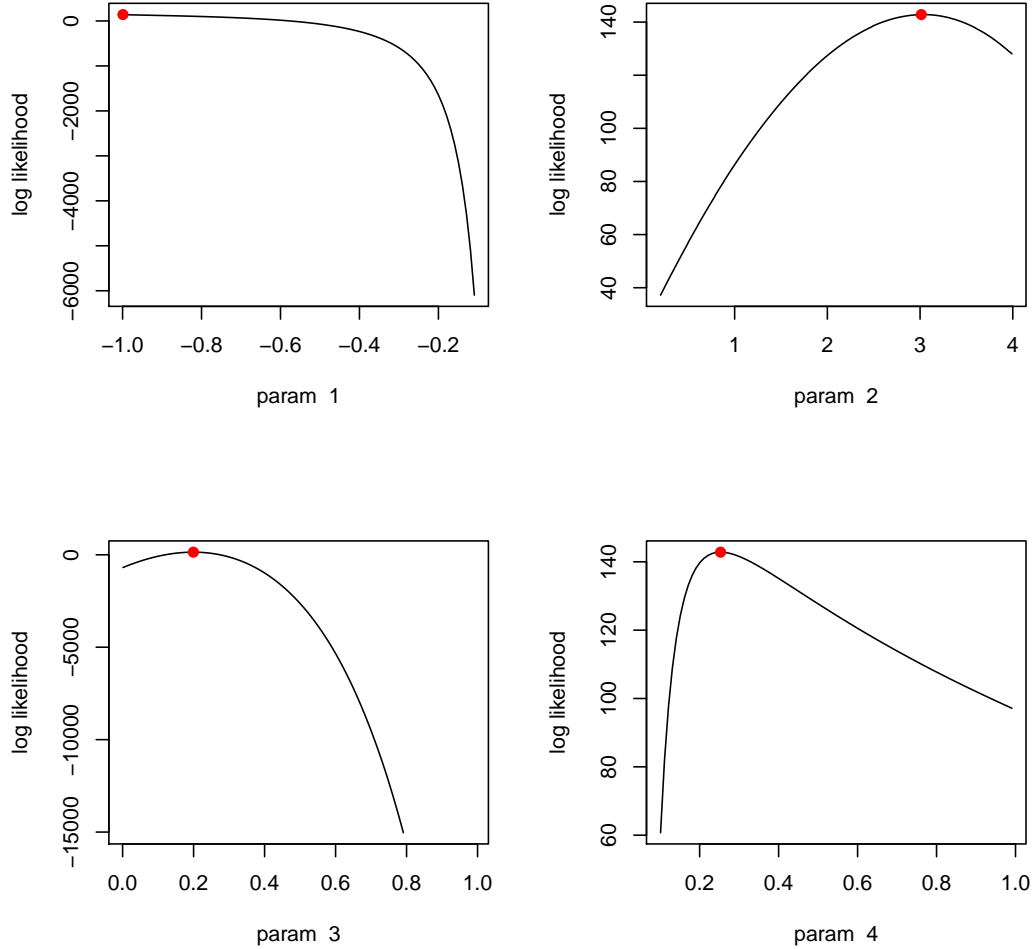 0
−2000
−4000
−6000
log likelihood
−1.0 −0.8 −0.6 −0.4 −0.2
param 1
140
100
80
60
40
log likelihood
1 2 3 4
param 2
0
−5000
−10000
−15000
log likelihood
0.0 0.2 0.4 0.6 0.8 1.0
param 3
140
120
100
80
60
log likelihood
0.2 0.4 0.6 0.8 1.0
param 4